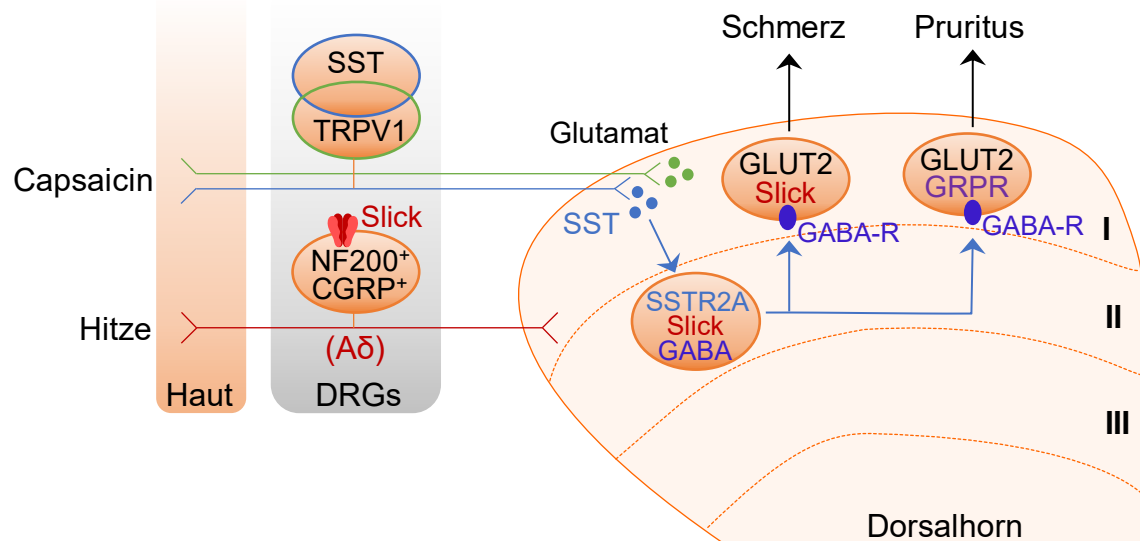 Schmerz
Pruritus
SST
TRPV1
Glutamat
Capsaicin
GLUT2
Slick
GLUT2
GRPR
Slick
SST
GABA-R
GABA-R
I
NF200⁺
CGRP⁺
SSTR2A
Slick
GABA
II
Hitze
(Aδ)
Haut
DRGs
III
Dorsalhorn